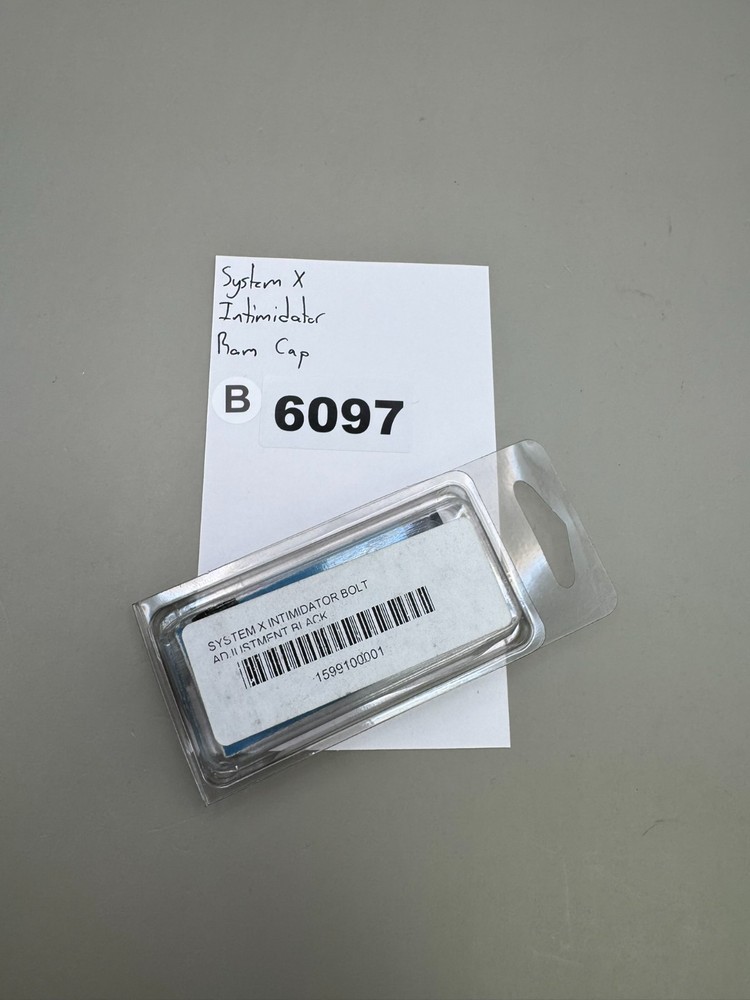 System X
Intimidator
Ram Cap
B
6097
SYSTEM X INTIMIDATOR BOLT
ADJUSTMENT BLACK
1599100001